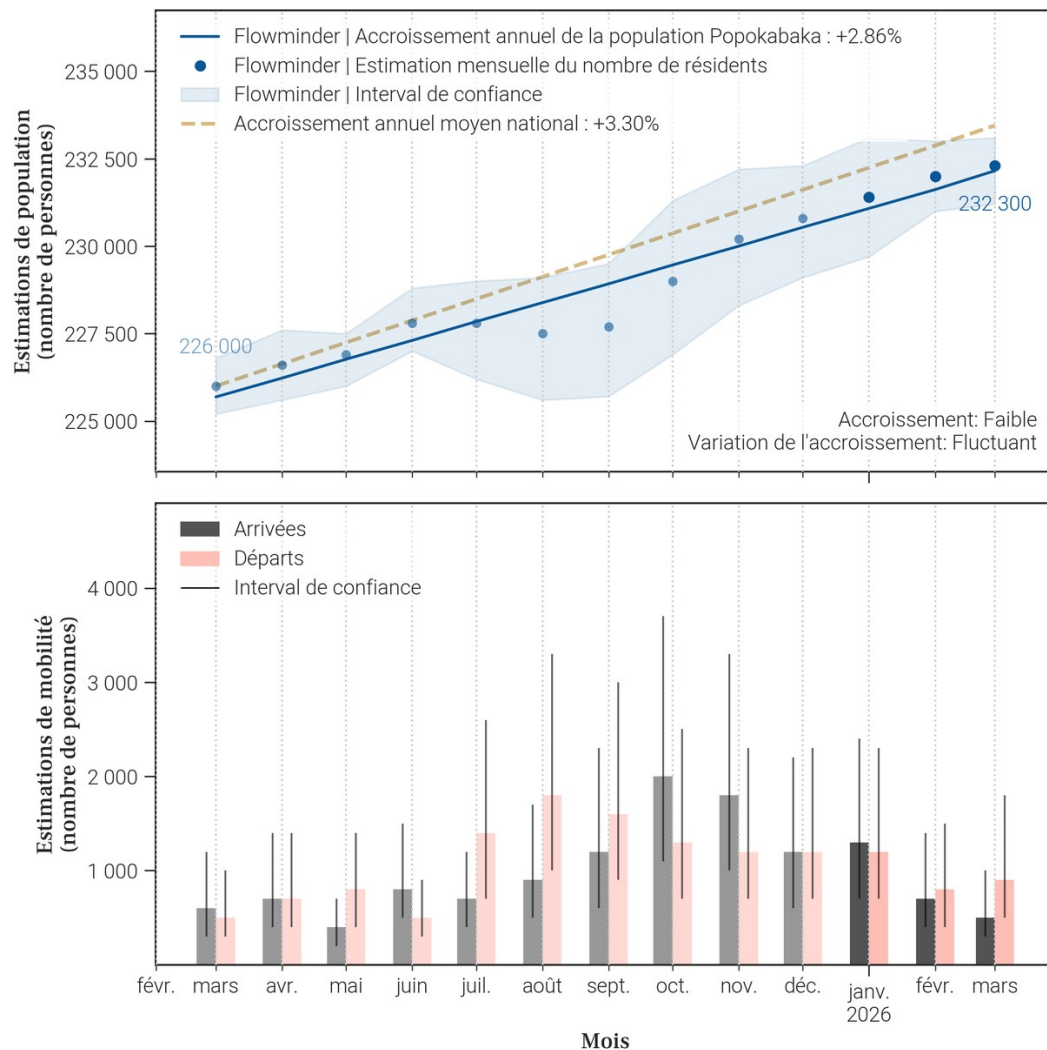 Flowminder | Accroissement annuel de la population Popokabaka : +2.86%
Flowminder | Estimation mensuelle du nombre de résidents
Flowminder | Interval de confiance
Accroissement annuel moyen national : +3.30%
Estimations de population
(nombre de personnes)
235 000
232 500
230 000
227 500
225 000
226 000
232 300
Accroissement: Faible
Variation de l'accroissement: Fluctuant
Arrivées
Départs
Interval de confiance
Estimations de mobilité
(nombre de personnes)
4 000
3 000
2 000
1 000
févr. mars avr. mai juin juil. août sept. oct. nov. déc. janv. févr. mars
2026
Mois